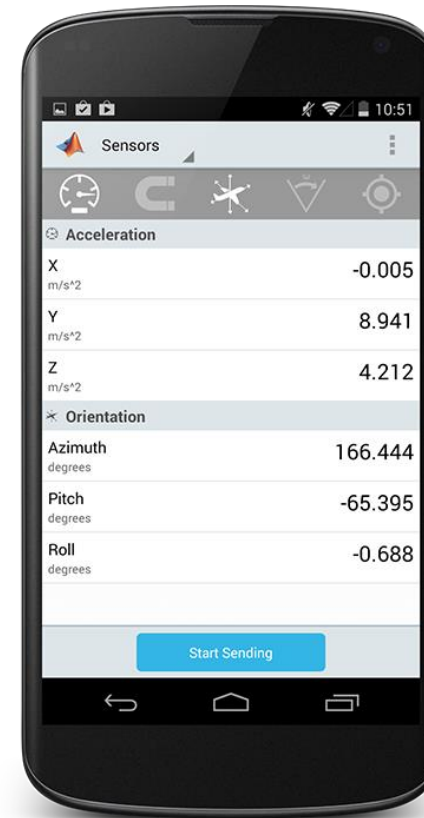 10:51
Sensors
Acceleration
X
-0.005
m/s^2
Y
8.941
m/s^2
Z
4.212
m/s^2
Orientation
Azimuth
166.444
degrees
Pitch
-65.395
degrees
Roll
-0.688
degrees
Start Sending